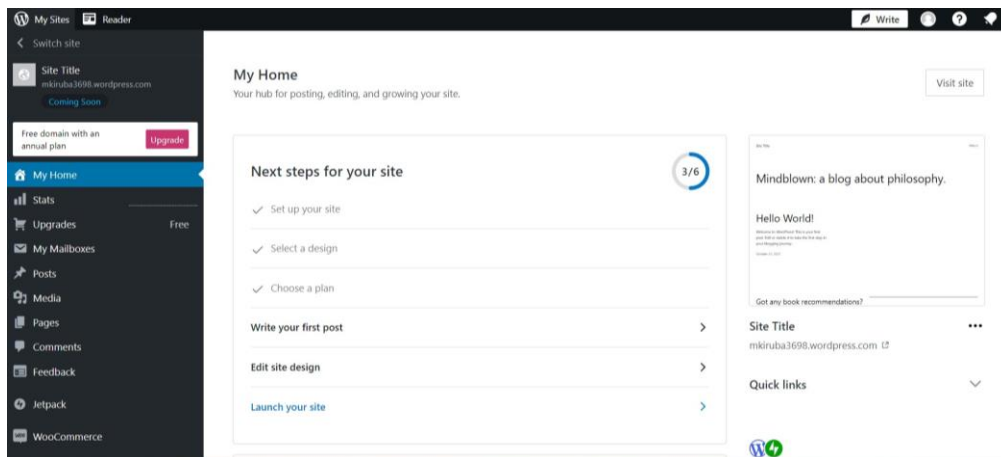 My Sites Reader Write
Switch site
Site Title
mkiruba3698.wordpress.com
Coming Soon
Free domain with an
annual plan
Upgrade
My Home
Stats
Upgrades Free
My Mailboxes
Posts
Media
Pages
Comments
Feedback
Jetpack
WooCommerce
My Home
Your hub for posting, editing, and growing your site.
Visit site
Next steps for your site
3/6
Set up your site
Select a design
Choose a plan
Write your first post
Edit site design
Launch your site
Site Title
Mindblown: a blog about philosophy.
Hello World!
Got any book recommendations?
Site Title
mkiruba3698.wordpress.com
Quick links